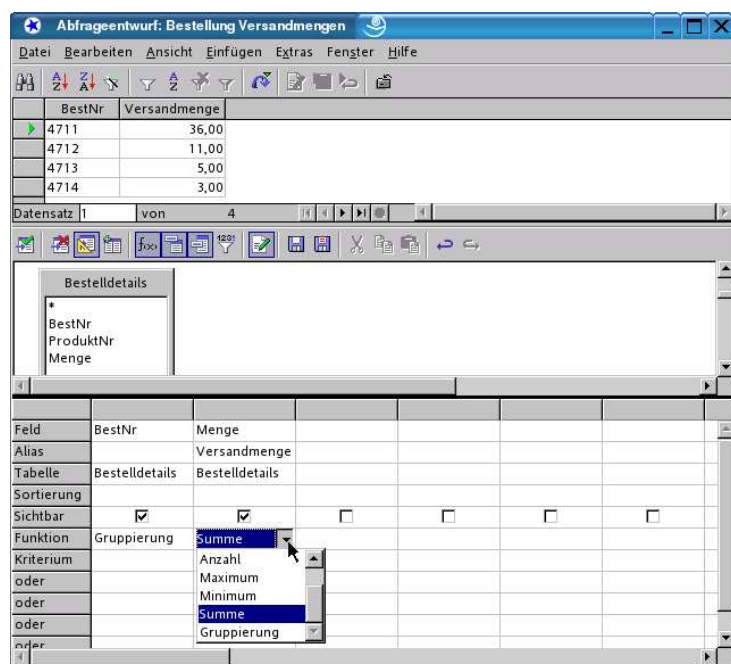 Abfrageentwurf: Bestellung Versandmengen
Datei Bearbeiten Ansicht Einfügen Extras Fenster Hilfe
BestNr Versandmenge
4711 36,00
4712 11,00
4713 5,00
4714 3,00
Datensatz 1 von 4
Bestelldetails
*
BestNr
ProduktNr
Menge
Feld BestNr Menge
Alias Versandmenge
Tabelle Bestelldetails Bestelldetails
Sortierung
Sichtbar
Funktion Gruppierung Summe
Kriterium Anzahl
oder Maximum
Minimum
oder Summe
oder Gruppierung
oder